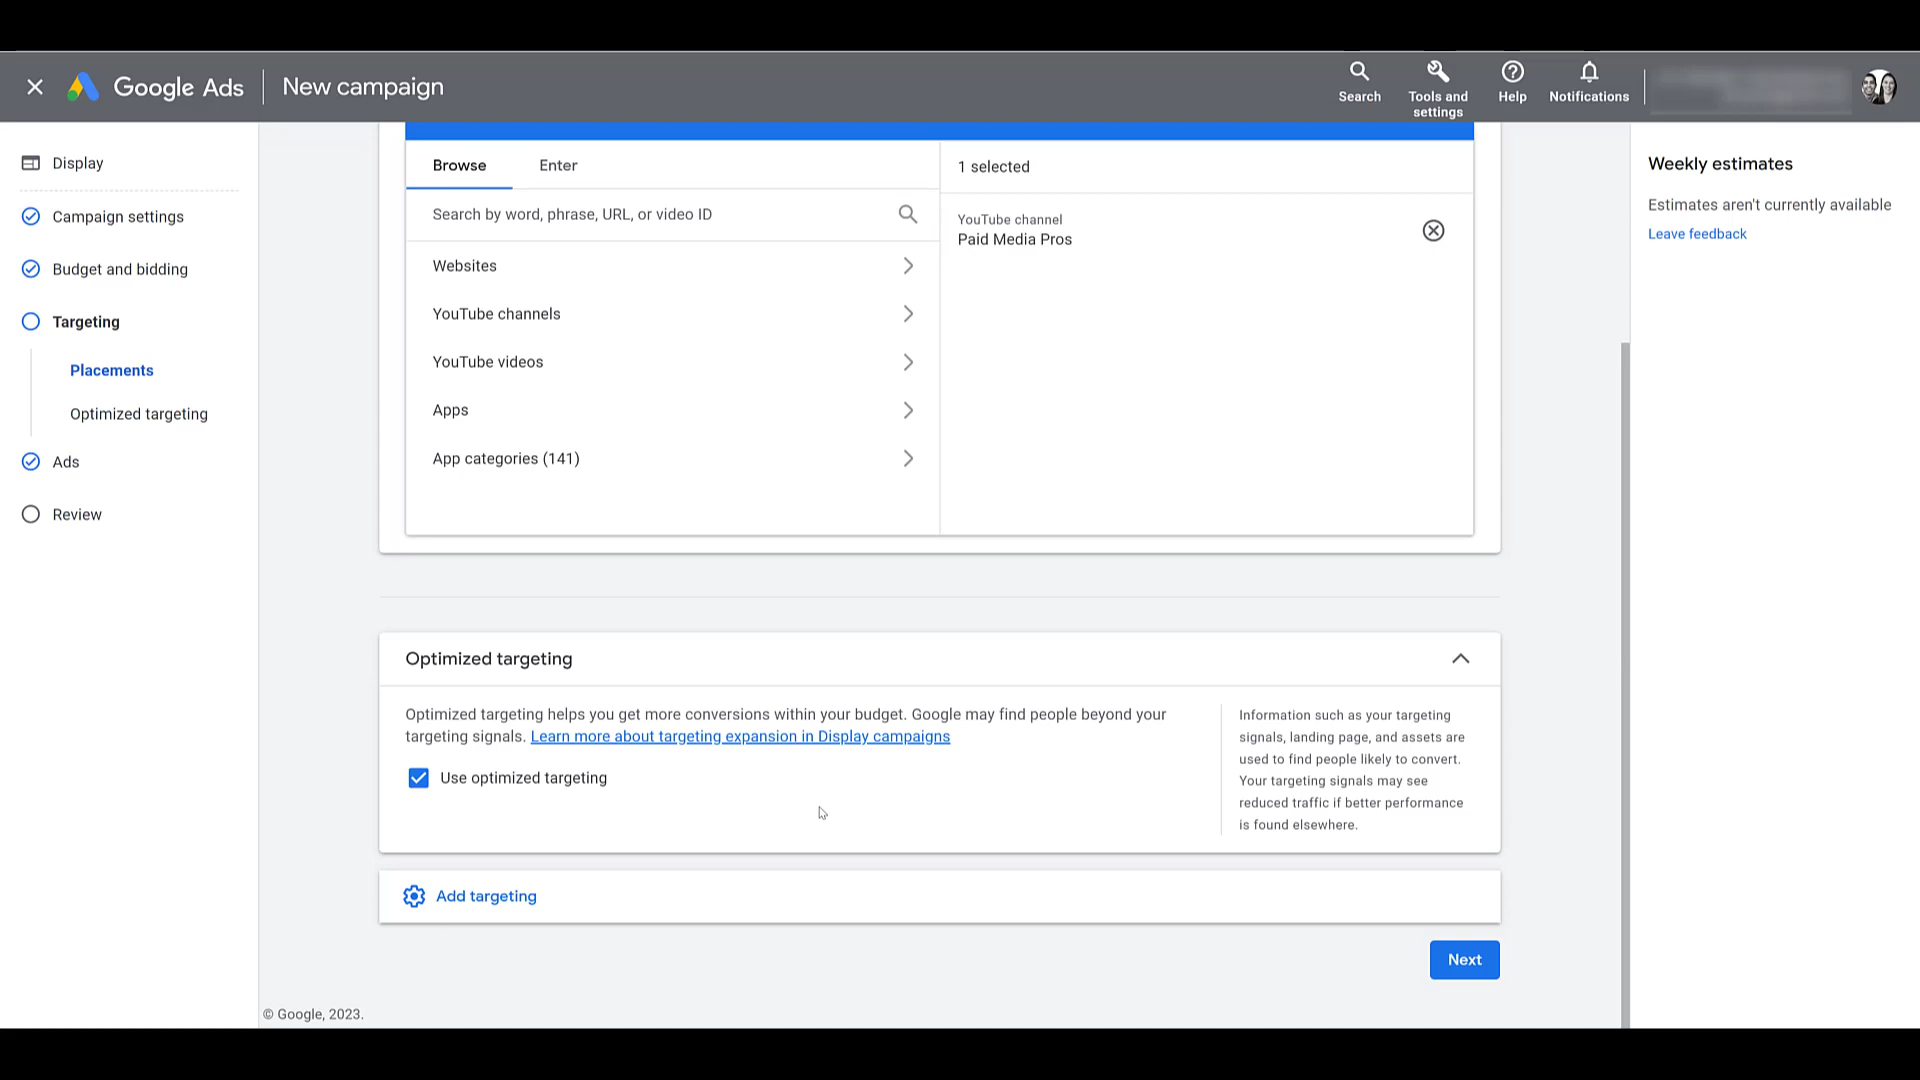 Google Ads
New campaign
Search
Tools and
settings
Help
Notifications
Display
Campaign settings
Budget and bidding
Targeting
Placements
Optimized targeting
Ads
Review
Browse
Enter
Search by word, phrase, URL, or video ID
Websites
YouTube channels
YouTube videos
Apps
App categories (141)
1 selected
YouTube channel
Paid Media Pros
Optimized targeting
Optimized targeting helps you get more conversions within your budget. Google may find people beyond your
targeting signals. Learn more about targeting expansion in Display campaigns
Use optimized targeting
Information such as your targeting
signals, landing page, and assets are
used to find people likely to convert.
Your targeting signals may see
reduced traffic if better performance
is found elsewhere.
Add targeting
Next
© Google, 2023.
Weekly estimates
Estimates aren't currently available
Leave feedback